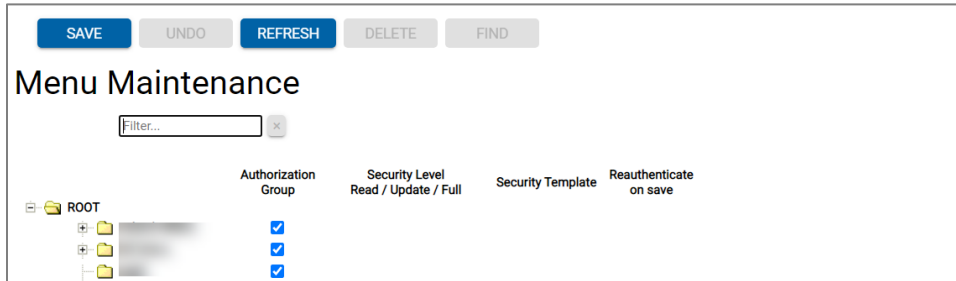 SAVE UNDO REFRESH DELETE FIND
Menu Maintenance
Filter... ×
Authorization Group
Security Level Read / Update / Full
Security Template
Reauthenticate on save
ROOT